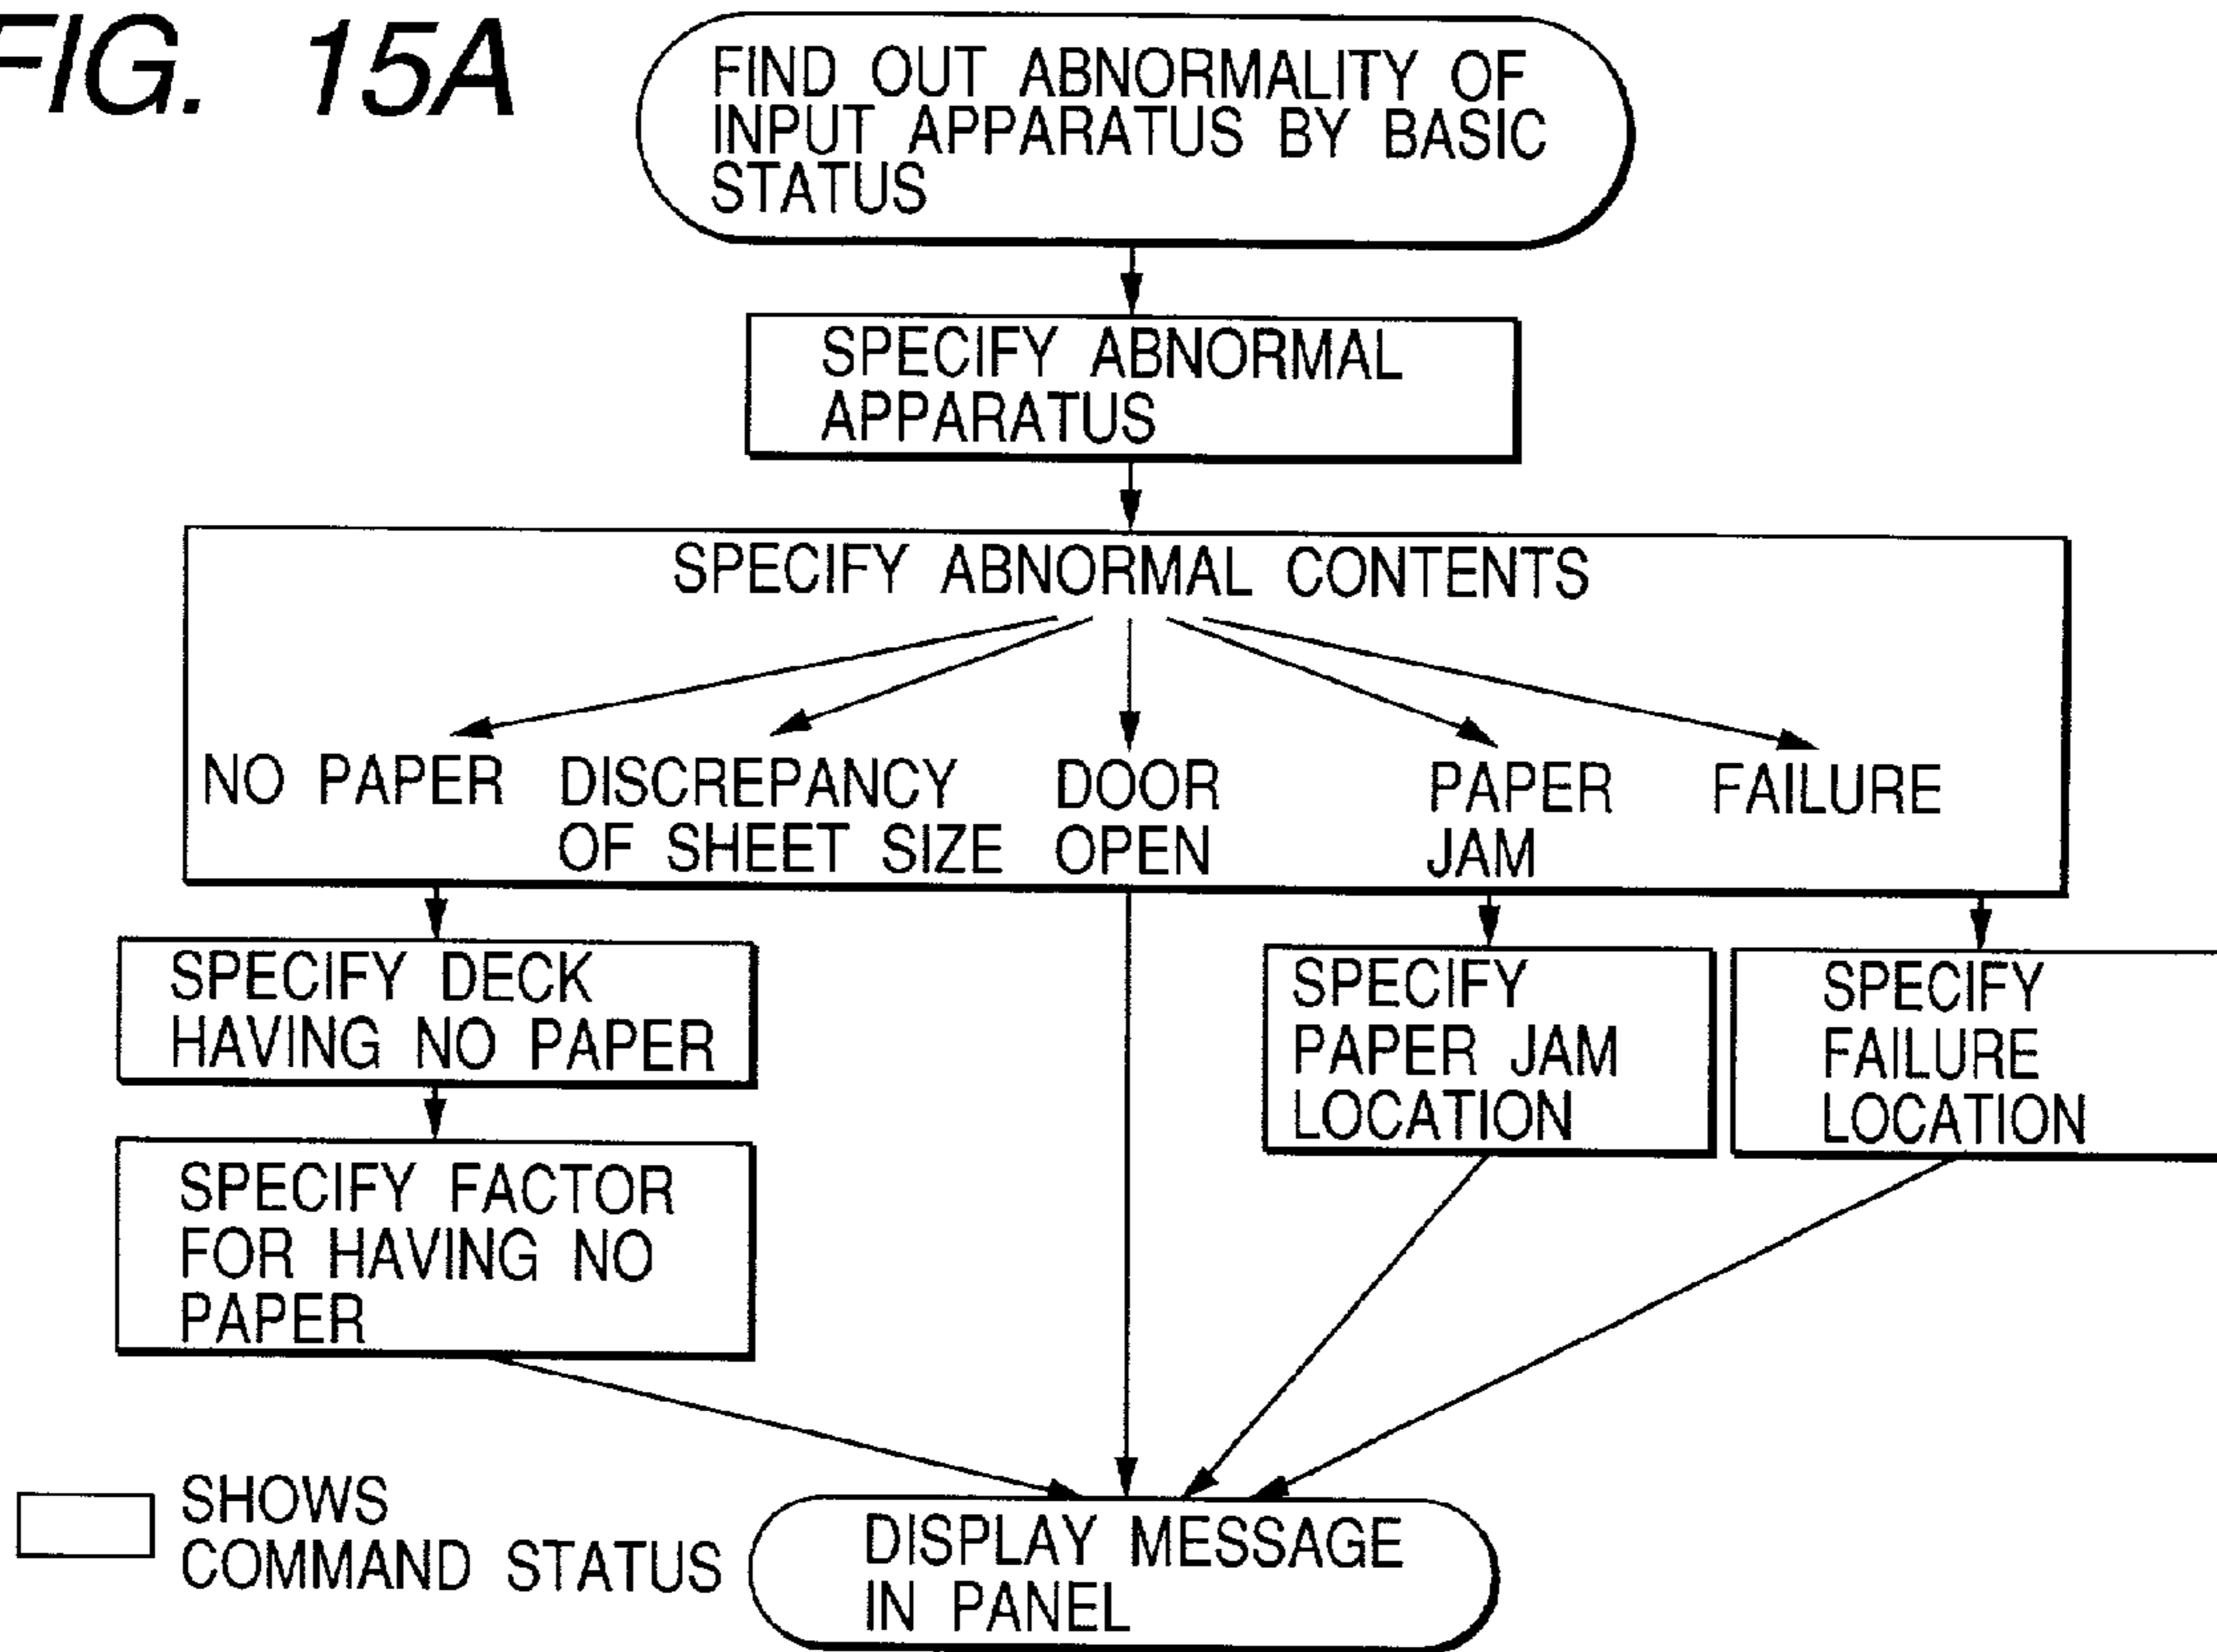 FIG. 15A
FIND OUT ABNORMALITY OF
INPUT APPARATUS BY BASIC
STATUS
SPECIFY ABNORMAL
APPARATUS
SPECIFY ABNORMAL CONTENTS
NO PAPER
DISCREPANCY
OF SHEET SIZE
DOOR
OPEN
PAPER
JAM
FAILURE
SPECIFY DECK
HAVING NO PAPER
SPECIFY
PAPER JAM
LOCATION
SPECIFY
FAILURE
LOCATION
SPECIFY FACTOR
FOR HAVING NO
PAPER
SHOWS
COMMAND STATUS
DISPLAY MESSAGE
IN PANEL